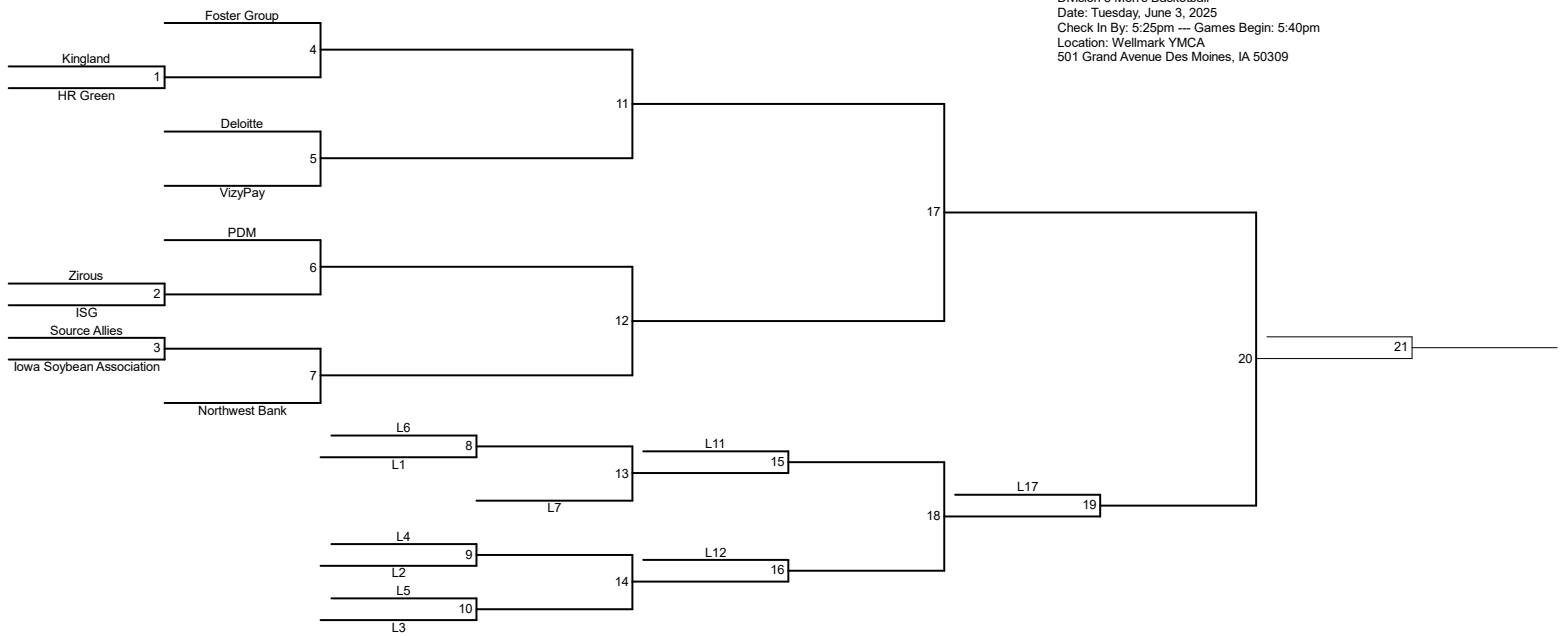 Date: Tuesday, June 3, 2025
Check In By: 5:25pm --- Games Begin: 5:40pm
Location: Wellmark YMCA
501 Grand Avenue Des Moines, IA 50309
Foster Group
4
Kingland
1
HR Green
11
Deloitte
5
VizyPay
17
PDM
6
Zirous
2
ISG
12
Source Allies
3
Iowa Soybean Association
7
Northwest Bank
20
21
L6
8
L1
L11
15
13
L7
L17
19
18
L4
9
L2
L12
16
14
L5
10
L3